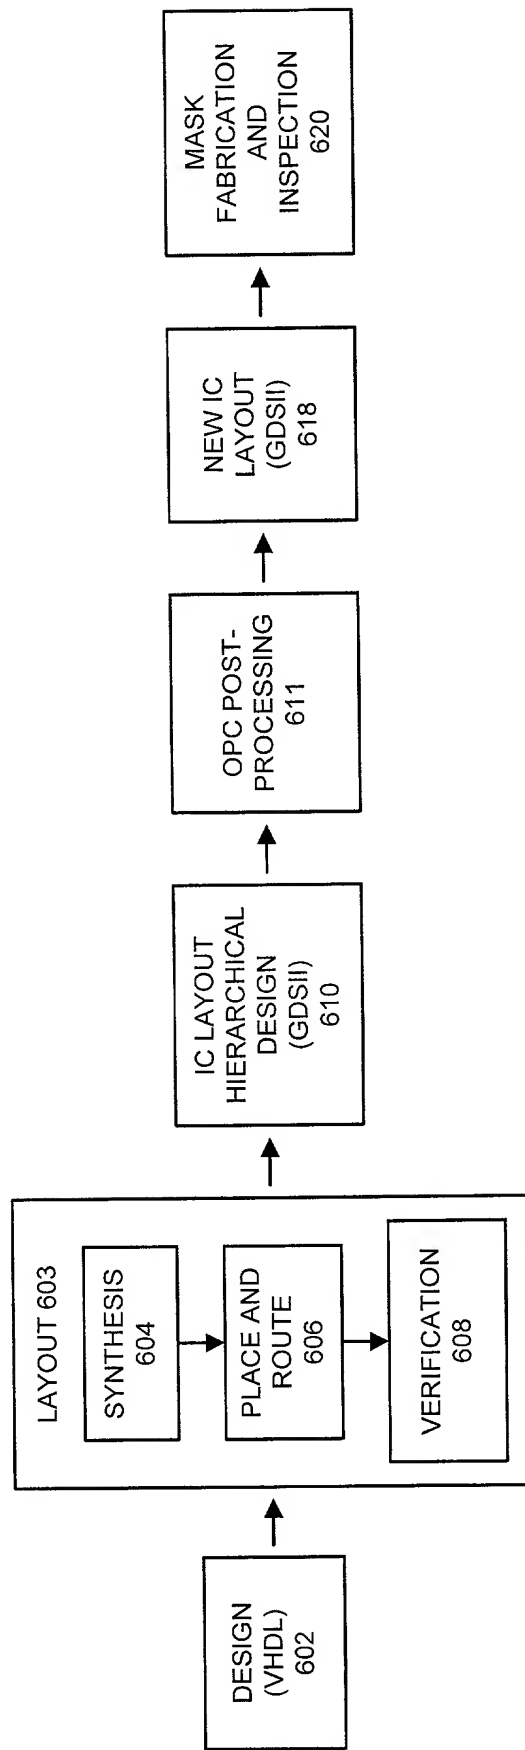 DESIGN
(VHDL)
602
LAYOUT 603
SYNTHESIS
604
PLACE AND
ROUTE
606
VERIFICATION
608
IC LAYOUT
HIERARCHICAL
DESIGN
(GDSII)
610
OPC POST-
PROCESSING
611
NEW IC
LAYOUT
(GDSII)
618
MASK
FABRICATION
AND
INSPECTION
620